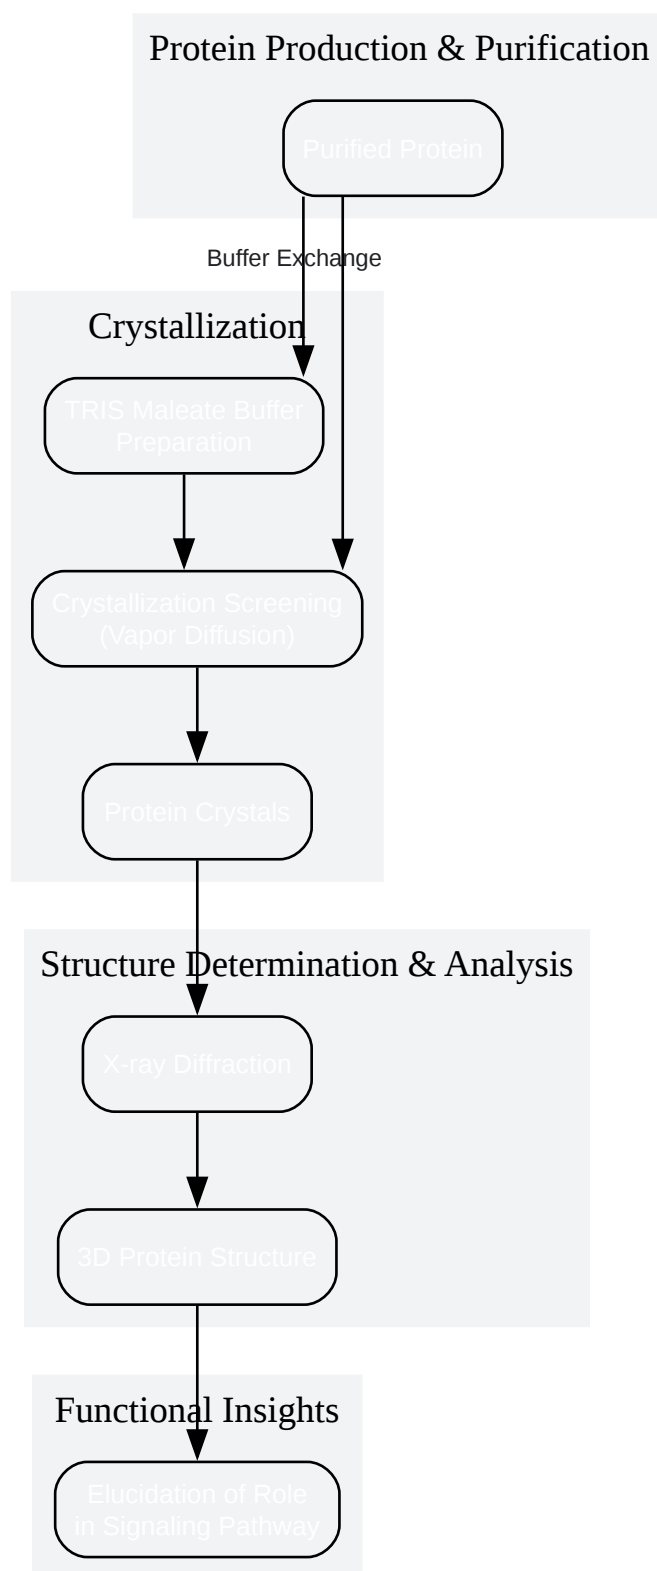 Protein Production & Purification
Purified Protein
Buffer Exchange
Crystallization
TRIS Maleate Buffer
Preparation
Crystallization Screening
(Vapor Diffusion)
Protein Crystals
Structure Determination & Analysis
X-ray Diffraction
3D Protein Structure
Functional Insights
Elucidation of Role
in Signaling Pathway